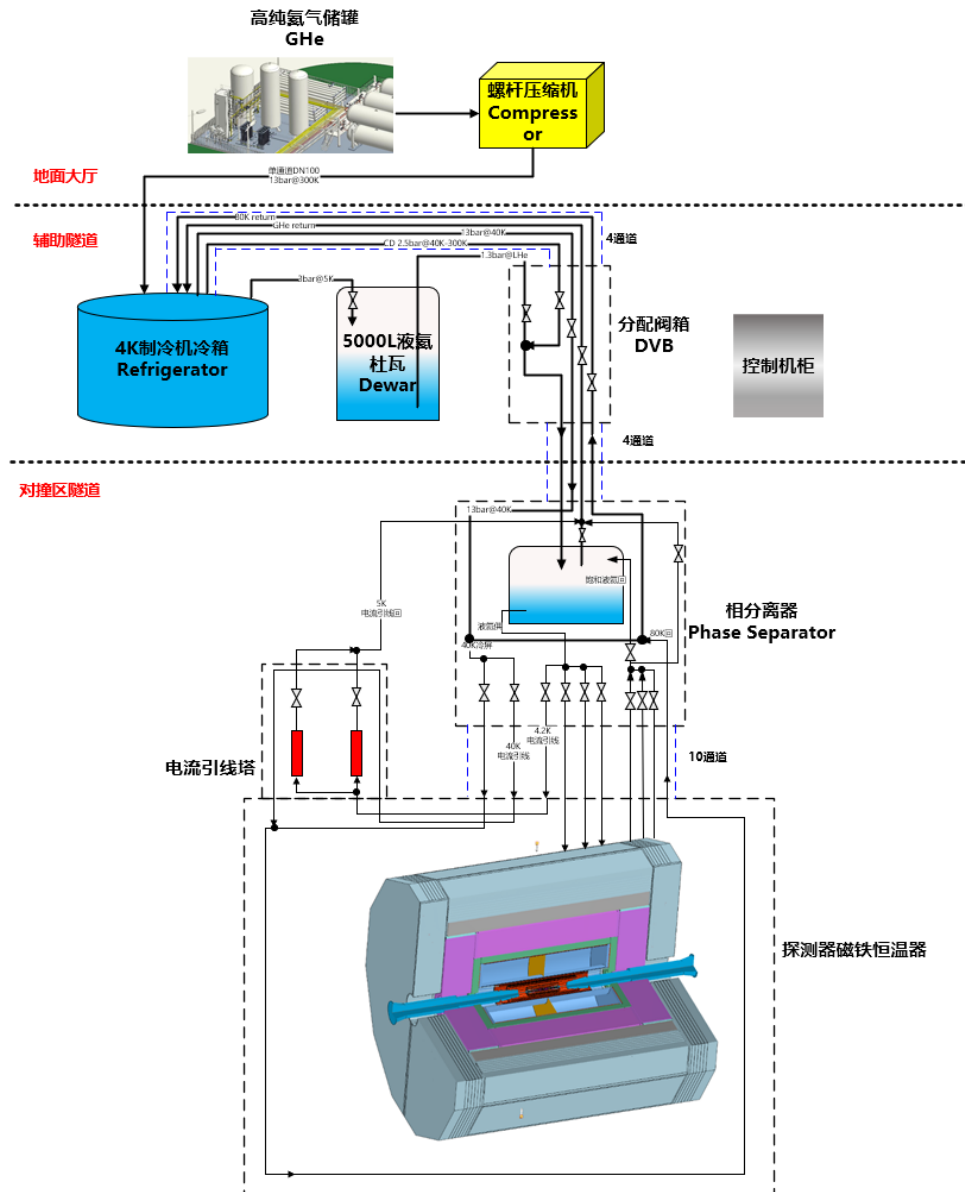 高纯氦气储罐
GHe
螺杆压缩机
Compress
or
单通道DN100
13bar@300K
地面大厅
80K return
GHe return
13bar@40K
CD 2.5bar@40K-300K
1.3bar@LHe
4通道
辅助隧道
3bar@5K
4K制冷机冷箱
Refrigerator
5000L液氦
杜瓦
Dewar
分配阀箱
DVB
控制机柜
4通道
对撞区隧道
13bar@40K
饱和液氦回
5K
电流引线回
液氦供
40K冷屏
80K回
相分离器
Phase Separator
4.2K
电流引线
40K
电流引线
10通道
电流引线塔
探测器磁铁恒温器